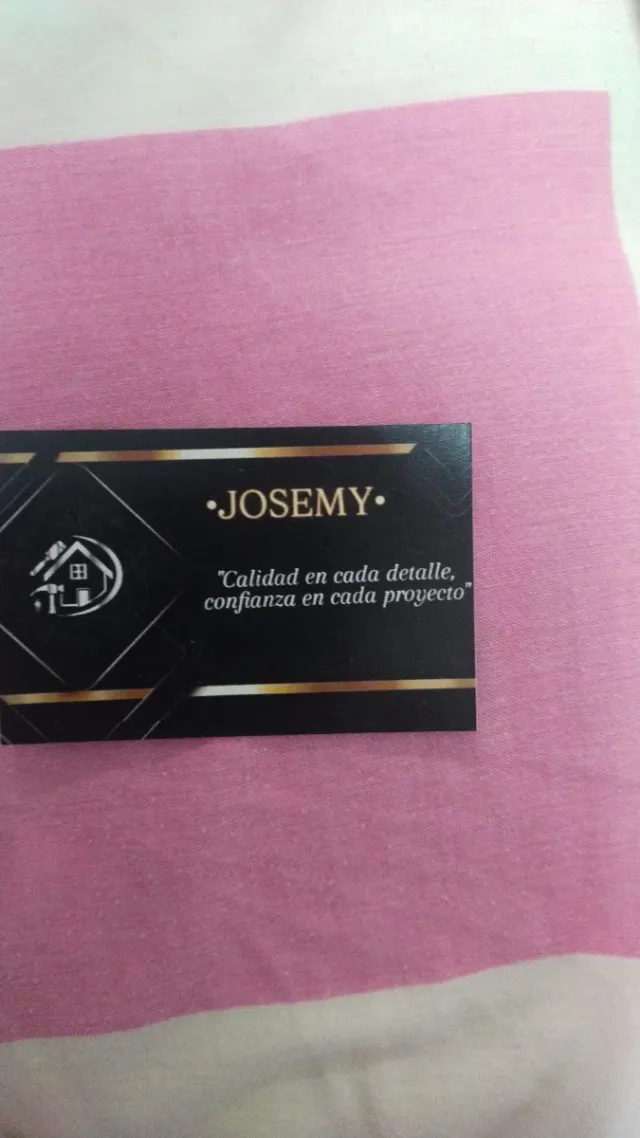 •JOSEMY•
"Calidad en cada detalle,
confianza en cada proyecto"